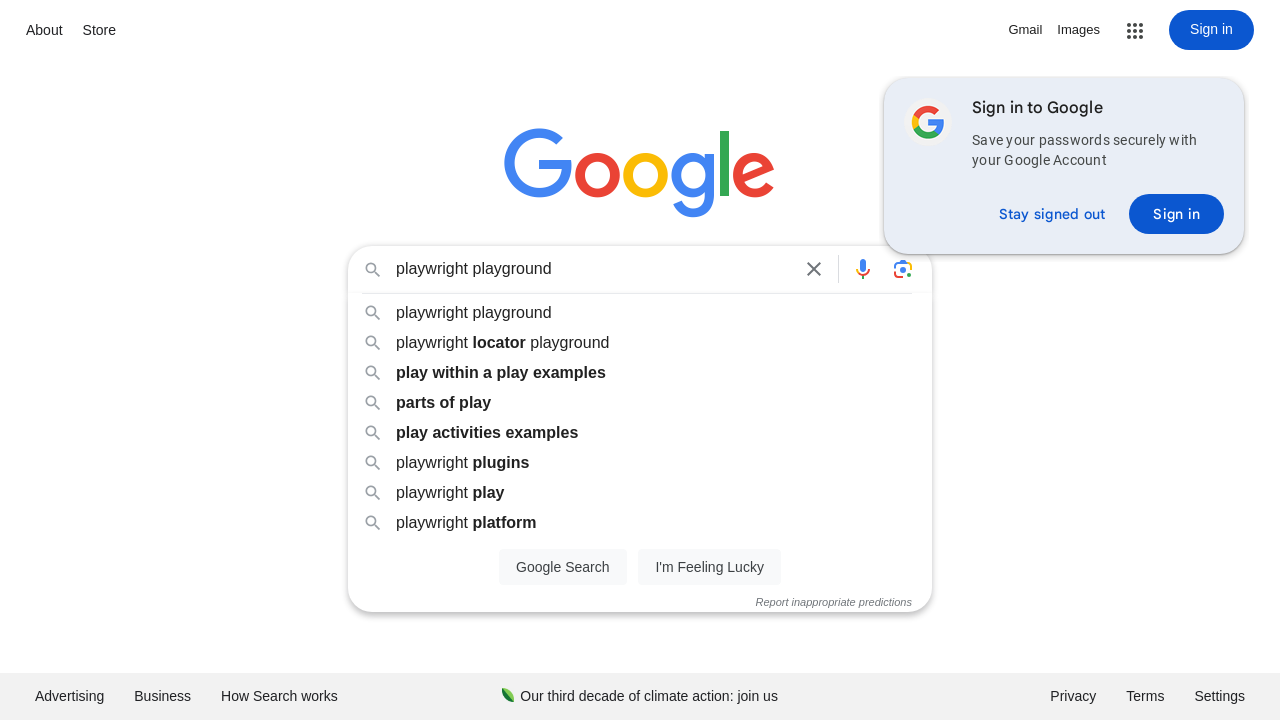 About
Store
Gmail
Images
Sign in
Sign in to Google
Save your passwords securely with
your Google Account
Stay signed out
Sign in
Google
playwright playground
playwright playground
playwright locator playground
play within a play examples
parts of play
play activities examples
playwright plugins
playwright play
playwright platform
Google Search
I'm Feeling Lucky
Report inappropriate predictions
Advertising
Business
How Search works
Our third decade of climate action: join us
Privacy
Terms
Settings